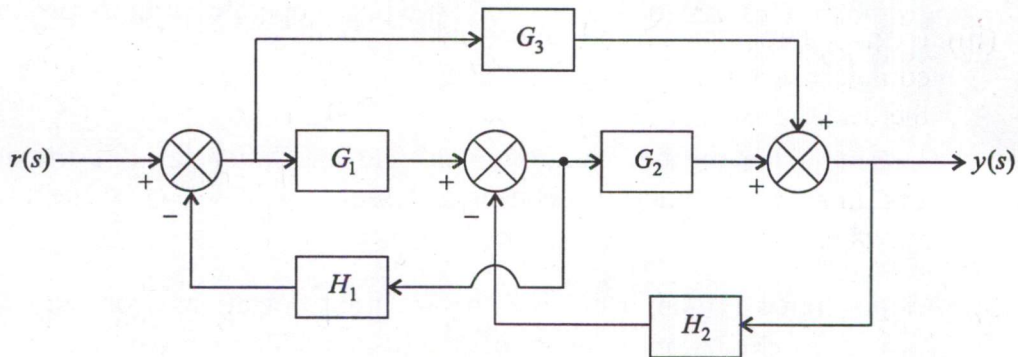 G₃
+
r(s)
+
G₁
+
G₂
+
y(s)
−
−
H₁
H₂